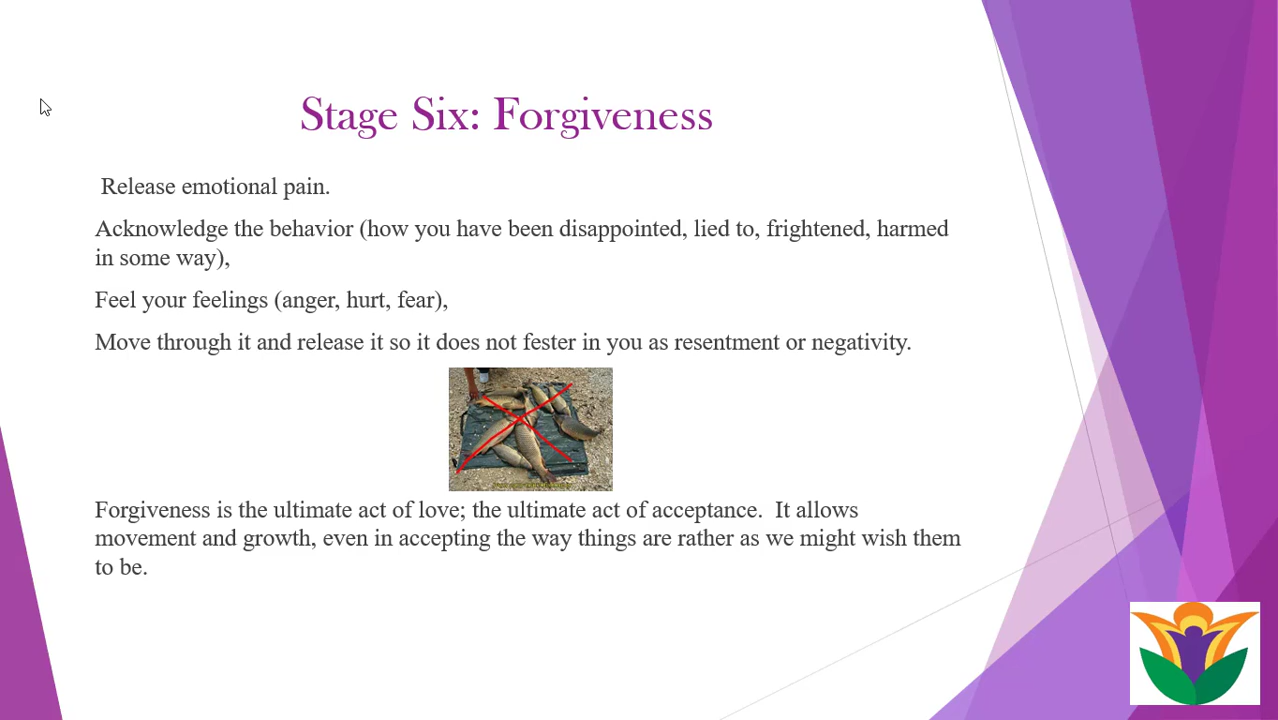 Stage Six: Forgiveness
Release emotional pain.
Acknowledge the behavior (how you have been disappointed, lied to, frightened, harmed
in some way),
Feel your feelings (anger, hurt, fear),
Move through it and release it so it does not fester in you as resentment or negativity.
Forgiveness is the ultimate act of love; the ultimate act of acceptance.  It allows
movement and growth, even in accepting the way things are rather as we might wish them
to be.